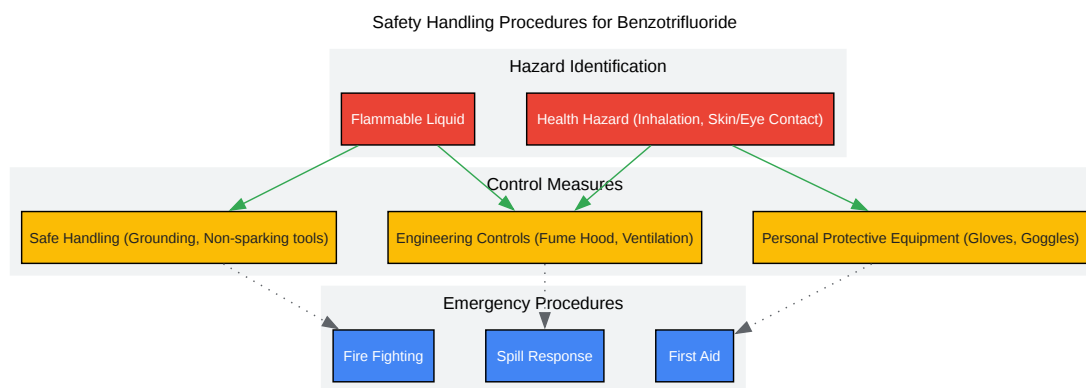 Safety Handling Procedures for Benzotrifluoride
Hazard Identification
Flammable Liquid
Health Hazard (Inhalation, Skin/Eye Contact)
Control Measures
Safe Handling (Grounding, Non-sparking tools)
Engineering Controls (Fume Hood, Ventilation)
Personal Protective Equipment (Gloves, Goggles)
Emergency Procedures
Fire Fighting
Spill Response
First Aid